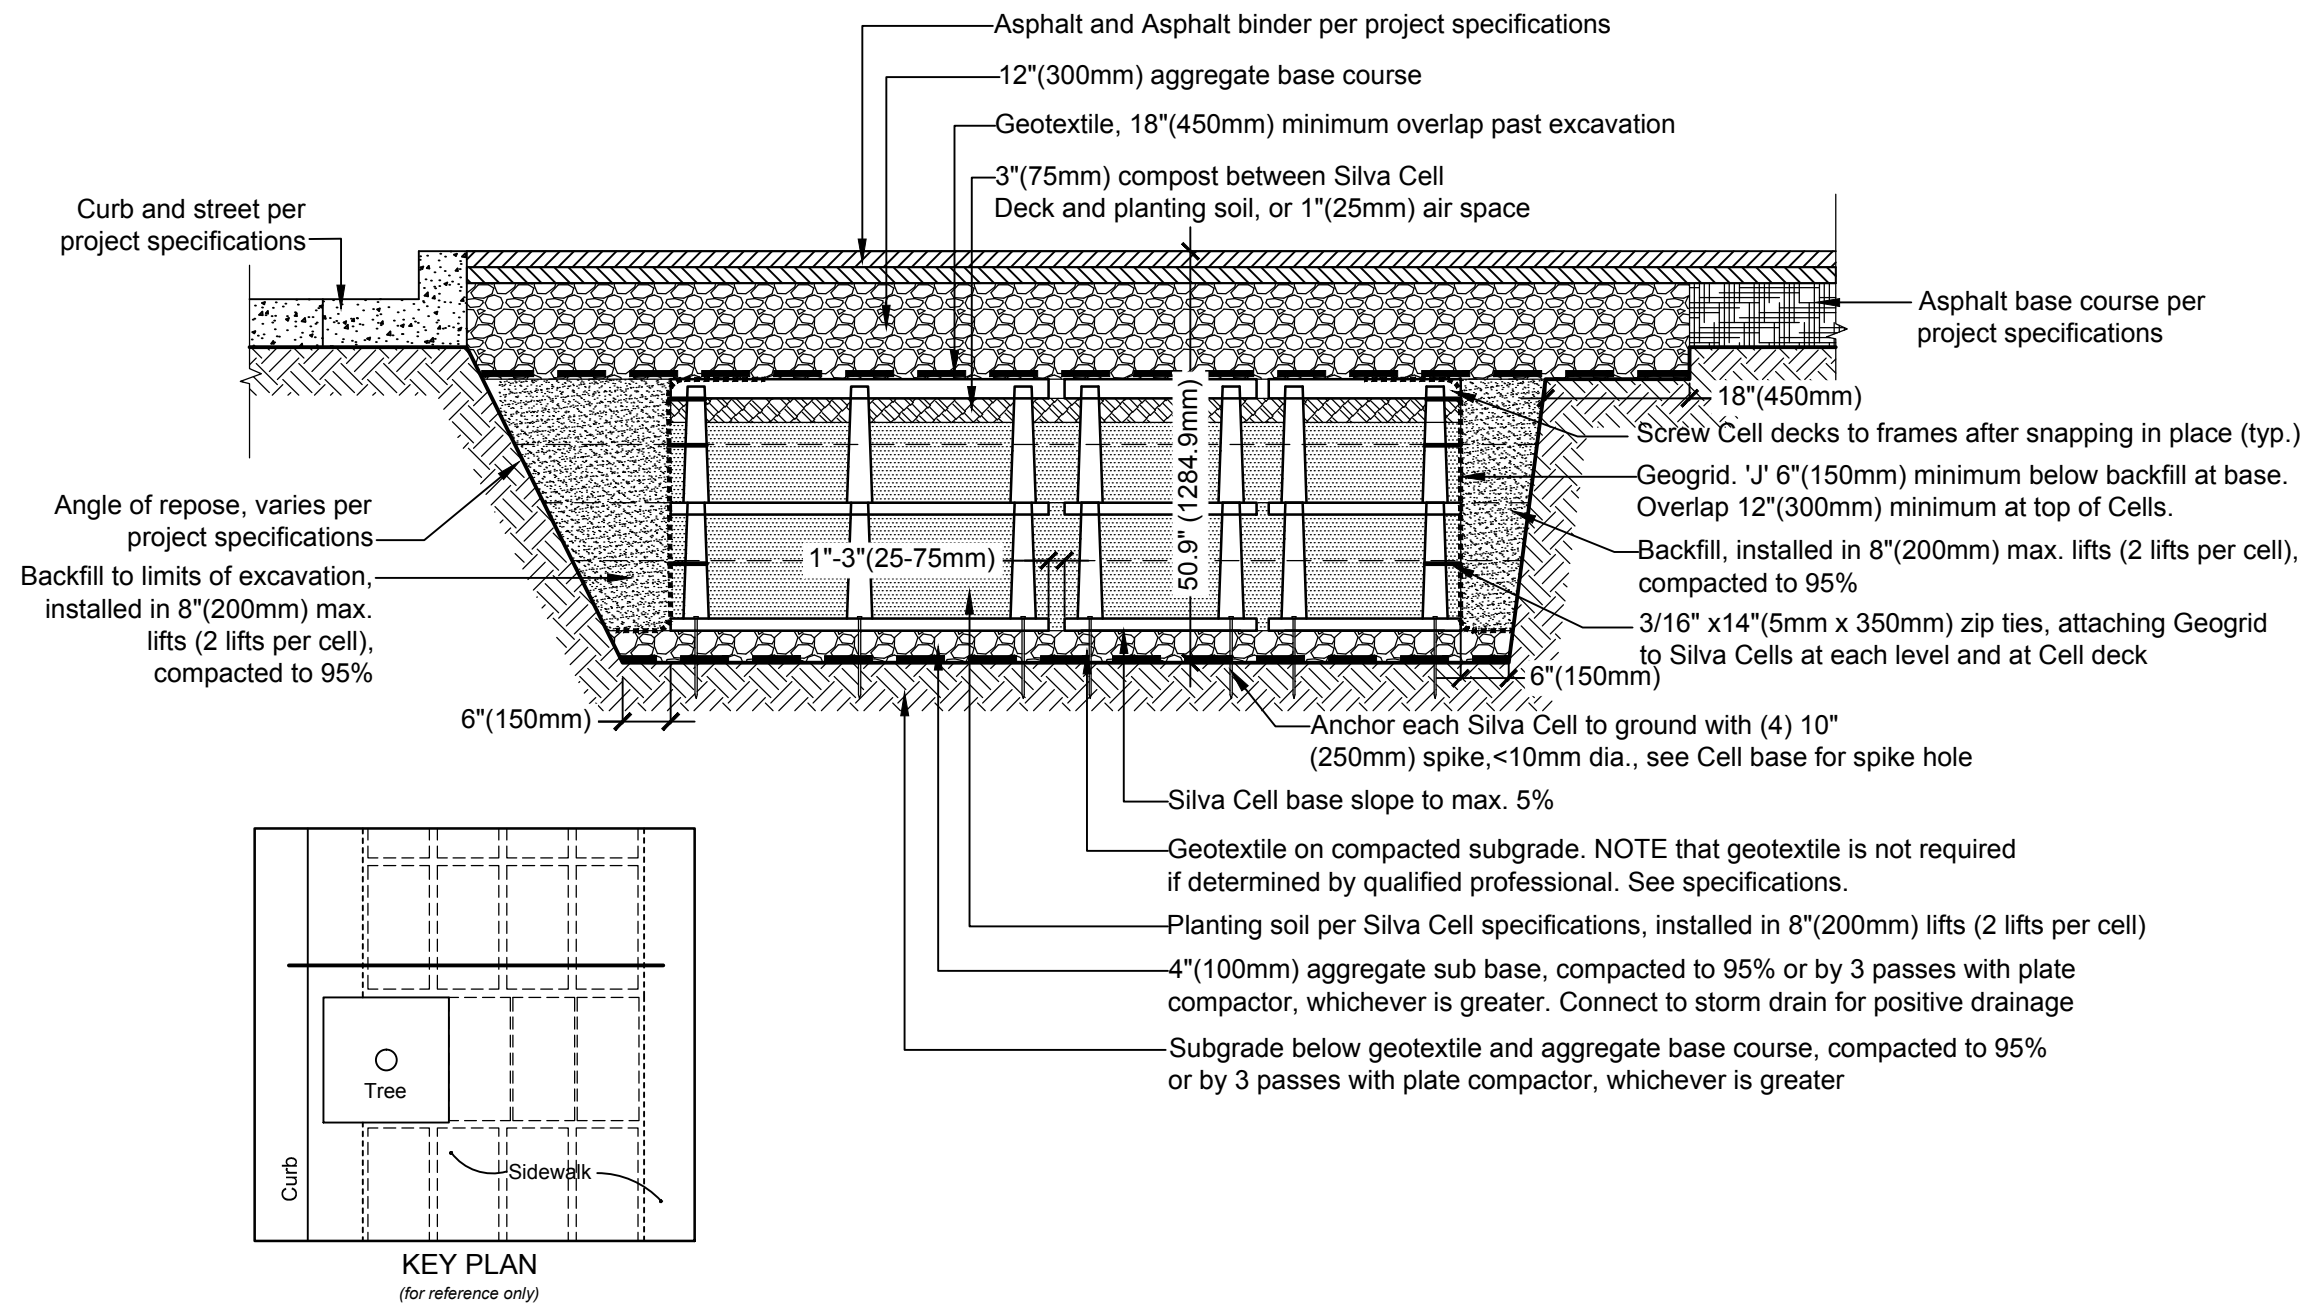 Asphalt and Asphalt binder per project specifications
12"(300mm) aggregate base course
Geotextile, 18"(450mm) minimum overlap past excavation
3"(75mm) compost between Silva Cell
Deck and planting soil, or 1"(25mm) air space
Curb and street per
project specifications
Asphalt base course per
project specifications
18"(450mm)
Screw Cell decks to frames after snapping in place (typ.)
Geogrid. 'J' 6"(150mm) minimum below backfill at base.
Overlap 12"(300mm) minimum at top of Cells.
Backfill, installed in 8"(200mm) max. lifts (2 lifts per cell),
compacted to 95%
3/16" x14"(5mm x 350mm) zip ties, attaching Geogrid
to Silva Cells at each level and at Cell deck
50.9" (1284.9mm)
1"-3"(25-75mm)
Angle of repose, varies per
project specifications
Backfill to limits of excavation,
installed in 8"(200mm) max.
lifts (2 lifts per cell),
compacted to 95%
6"(150mm)
6"(150mm)
Anchor each Silva Cell to ground with (4) 10"
(250mm) spike,<10mm dia., see Cell base for spike hole
Silva Cell base slope to max. 5%
Geotextile on compacted subgrade. NOTE that geotextile is not required
if determined by qualified professional. See specifications.
Planting soil per Silva Cell specifications, installed in 8"(200mm) lifts (2 lifts per cell)
4"(100mm) aggregate sub base, compacted to 95% or by 3 passes with plate
compactor, whichever is greater. Connect to storm drain for positive drainage
Subgrade below geotextile and aggregate base course, compacted to 95%
or by 3 passes with plate compactor, whichever is greater
Tree
Curb
Sidewalk
KEY PLAN
(for reference only)